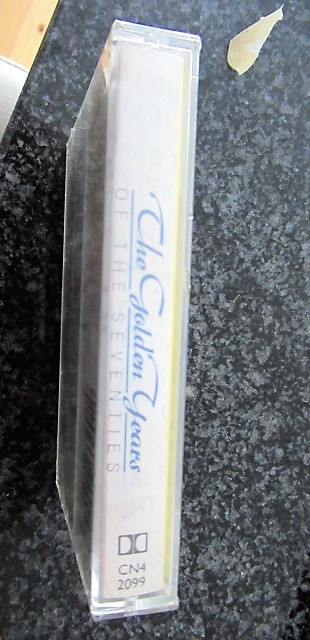 The Golden Years
OF THE SEVENTIES
CN4
2099